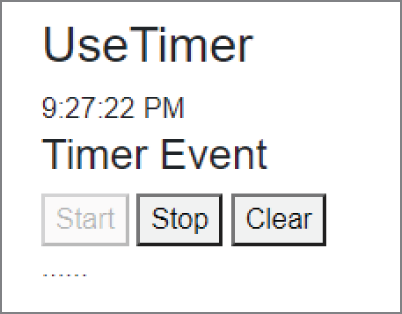 UseTimer
9:27:22 PM
Timer Event
Start Stop Clear
......